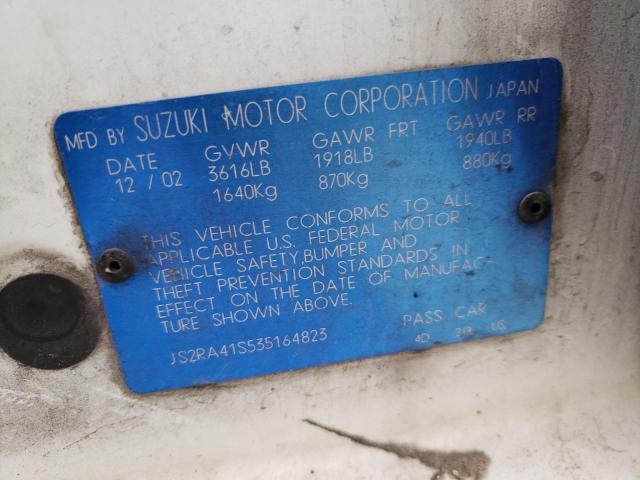 MFD BY SUZUKI MOTOR CORPORATION JAPAN
DATE GVWR GAWR FRT GAWR RR
12 / 02 3616LB 1918LB 1940LB
1640Kg 870Kg 880Kg
THIS VEHICLE CONFORMS TO ALL
APPLICABLE U.S. FEDERAL MOTOR
VEHICLE SAFETY,BUMPER AND
THEFT PREVENTION STANDARDS IN
EFFECT ON THE DATE OF MANUFAC-
TURE SHOWN ABOVE.
JS2RA41S535164823 PASS CAR
4D US